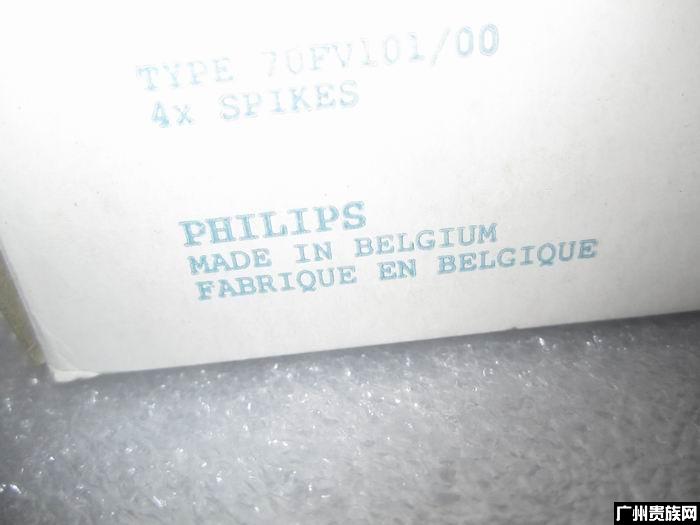 TYPE 70FV101/00
4x SPIKES
PHILIPS
MADE IN BELGIUM
FABRIQUE EN BELGIQUE
广州贵族网